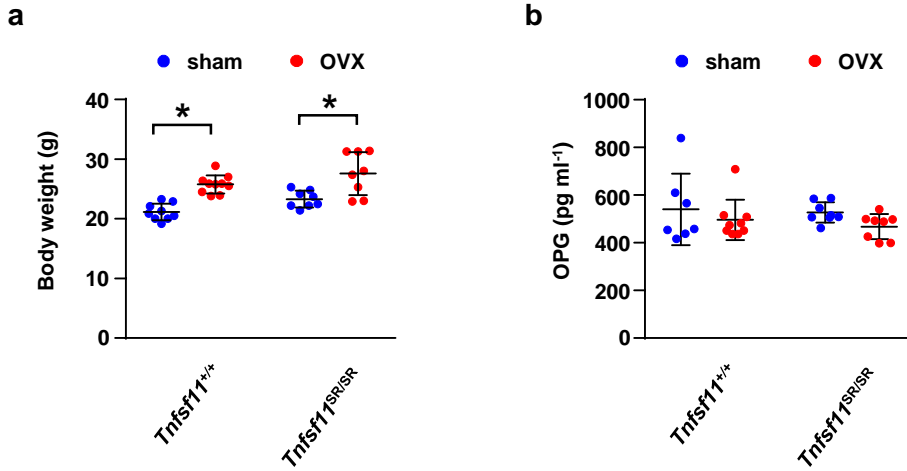 a
sham OVX
Body weight (g)
40
30
20
10
0
*
*
Tnfsf11+/+
Tnfsf11SR/SR
b
sham OVX
OPG (pg ml-1)
1000
800
600
400
200
0
Tnfsf11+/+
Tnfsf11SR/SR